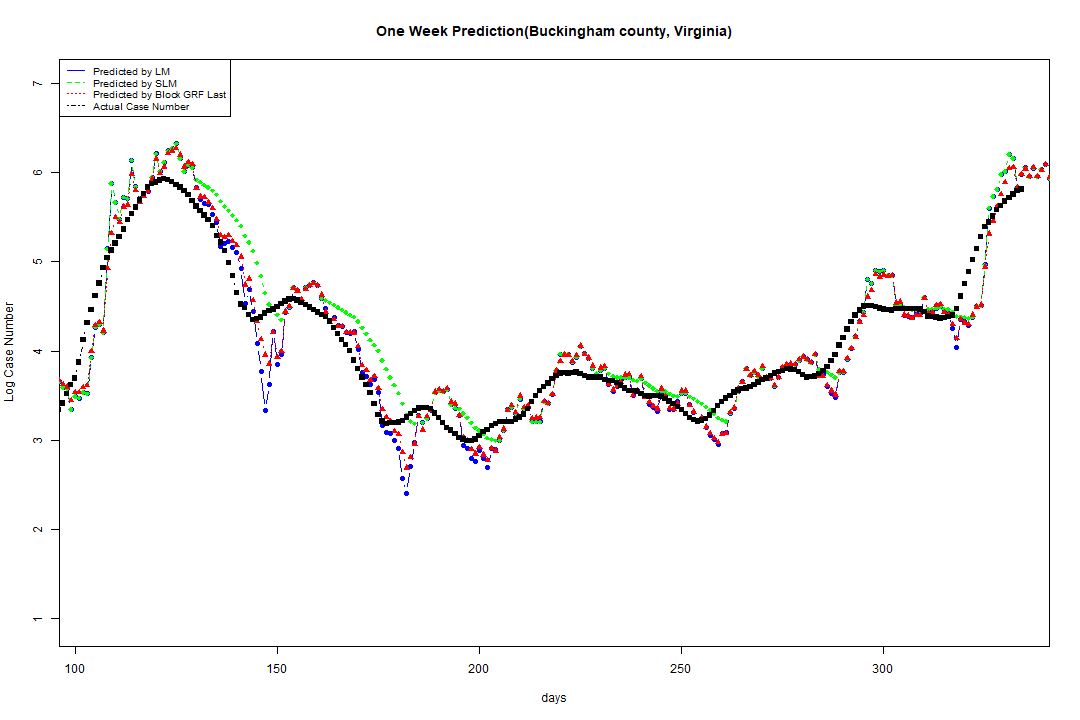 One Week Prediction(Buckingham county, Virginia)
Predicted by LM
Predicted by SLM
Predicted by Block GRF Last
Actual Case Number
7
6
5
4
3
2
1
Log Case Number
100 150 200 250 300
days